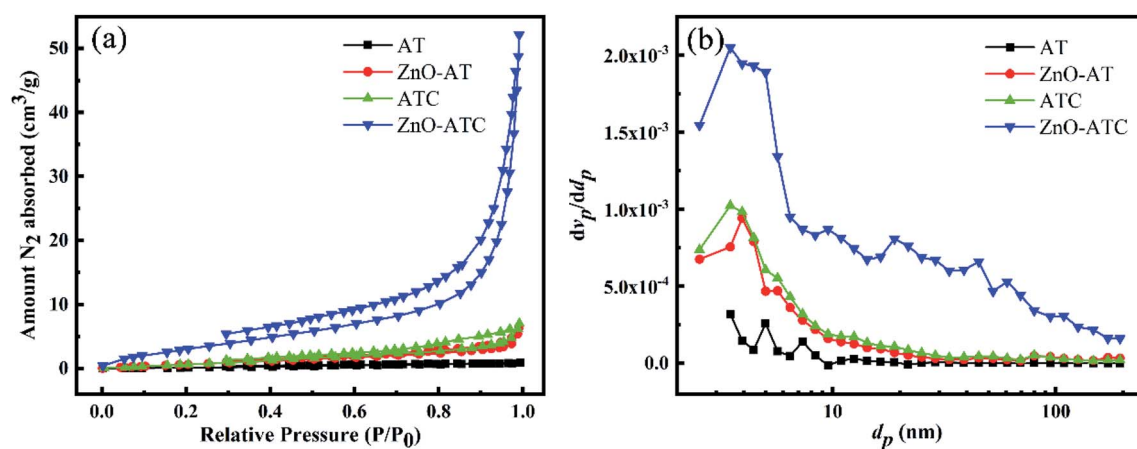 (a)
AT
ZnO-AT
ATC
ZnO-ATC
Amount N2 absorbed (cm3/g)
50
40
30
20
10
0
0.0 0.2 0.4 0.6 0.8 1.0
Relative Pressure (P/P0)
(b)
AT
ZnO-AT
ATC
ZnO-ATC
dvp/ddp
2.0x10-3
1.5x10-3
1.0x10-3
5.0x10-4
0.0
10 100
dp (nm)